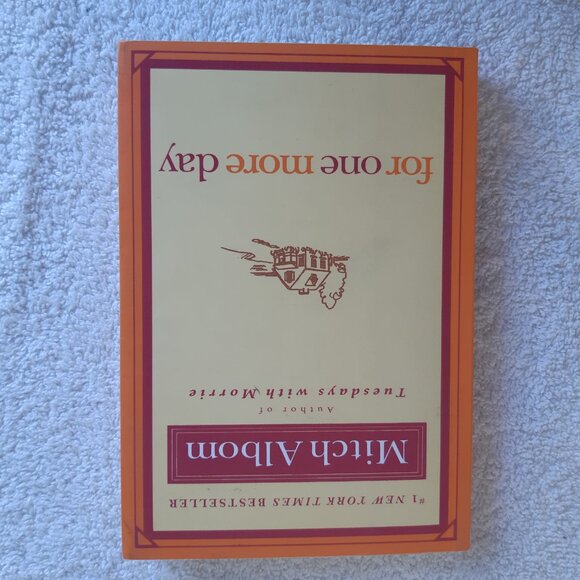 #1 NEW YORK TIMES BESTSELLER
Mitch Albom
Author of
Tuesdays with Morrie
for one more day